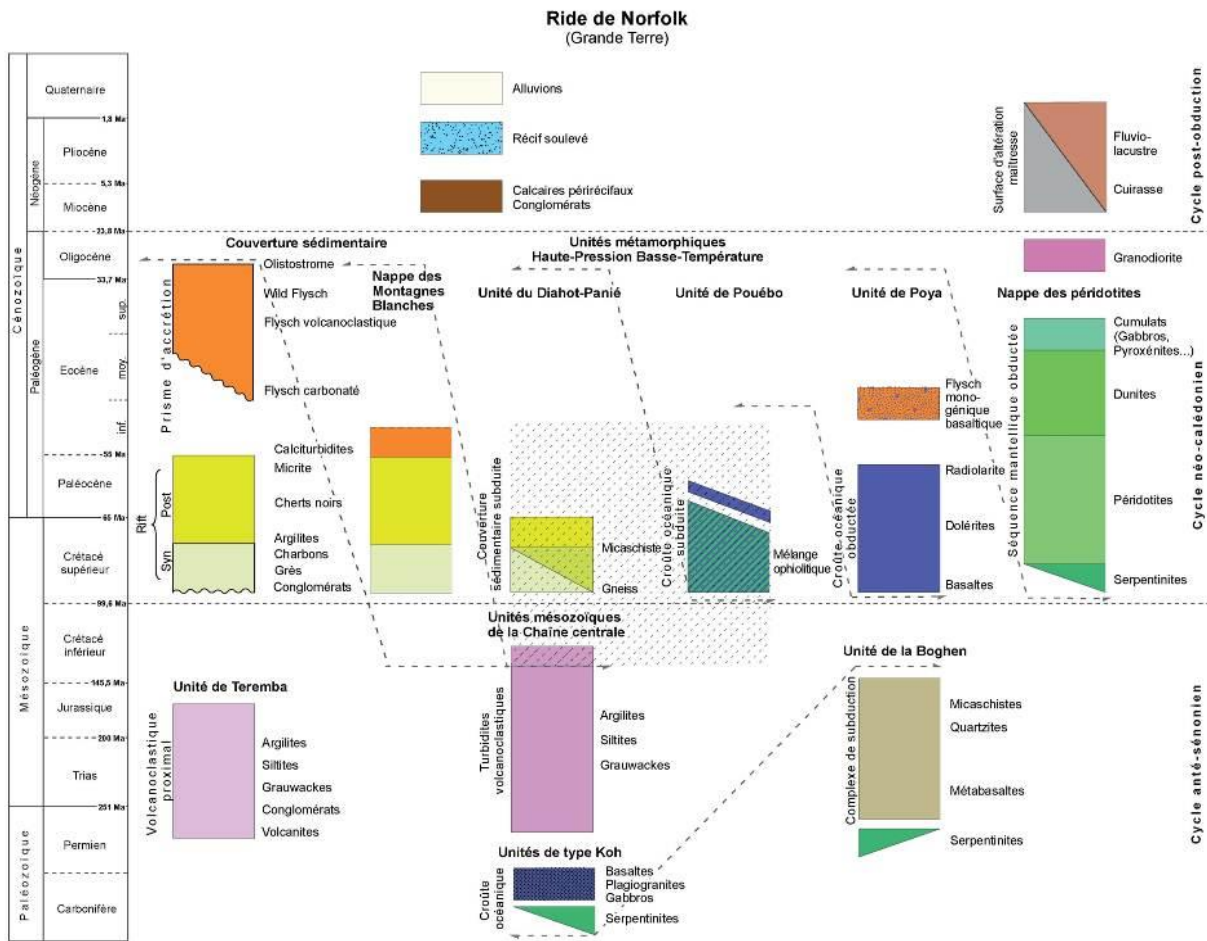 Ride de Norfolk
(Grande Terre)
Cénozoïque
Néogène
Paléogène
Quaternaire
1,8 Ma
Pliocène
5,3 Ma
Miocène
23,8 Ma
Oligocène
33,7 Ma
sup.
Eocène
moy.
inf.
55 Ma
Paléocène
65 Ma
Mésozoïque
Crétacé
supérieur
99,6 Ma
Crétacé
inférieur
145,5 Ma
Jurassique
200 Ma
Trias
251 Ma
Paléozoïque
Permien
Carbonifère
Alluvions
Récif soulevé
Calcaires périrécifaux
Conglomérats
Surface d'altération
maîtresse
Fluvio-
lacustre
Cuirasse
Cycle post-obduction
Couverture sédimentaire
Prisme d'accrétion
Olistostrome
Wild Flysch
Flysch volcanoclastique
Flysch carbonaté
Rift
Post
Syn
Calciturbidites
Micrite
Cherts noirs
Argilites
Charbons
Grès
Conglomérats
Nappe des
Montagnes
Blanches
Unités métamorphiques
Haute-Pression Basse-Température
Unité du Diahot-Panié
Couverture
sédimentaire subduite
Micaschiste
Gneiss
Unité de Pouébo
Croûte océanique
subduite
Mélange
ophiolitique
Unité de Poya
Croûte océanique
obductée
Flysch
mono-
génique
basaltique
Radiolarite
Dolérites
Basaltes
Granodiorite
Nappe des péridotites
Séquence mantellique obductée
Cumulats
(Gabbros,
Pyroxénites...)
Dunites
Péridotites
Serpentinites
Cycle néo-calédonien
Unité de Teremba
Volcanoclastique
proximal
Argilites
Siltites
Grauwackes
Conglomérats
Volcanites
Unités mésozoïques
de la Chaîne centrale
Turbidites
volcanoclastiques
Argilites
Siltites
Grauwackes
Unités de type Koh
Croûte
océanique
Basaltes
Plagiogranites
Gabbros
Serpentinites
Unité de la Boghen
Complexe de subduction
Micaschistes
Quartzites
Métabasaltes
Serpentinites
Cycle anté-sénonien